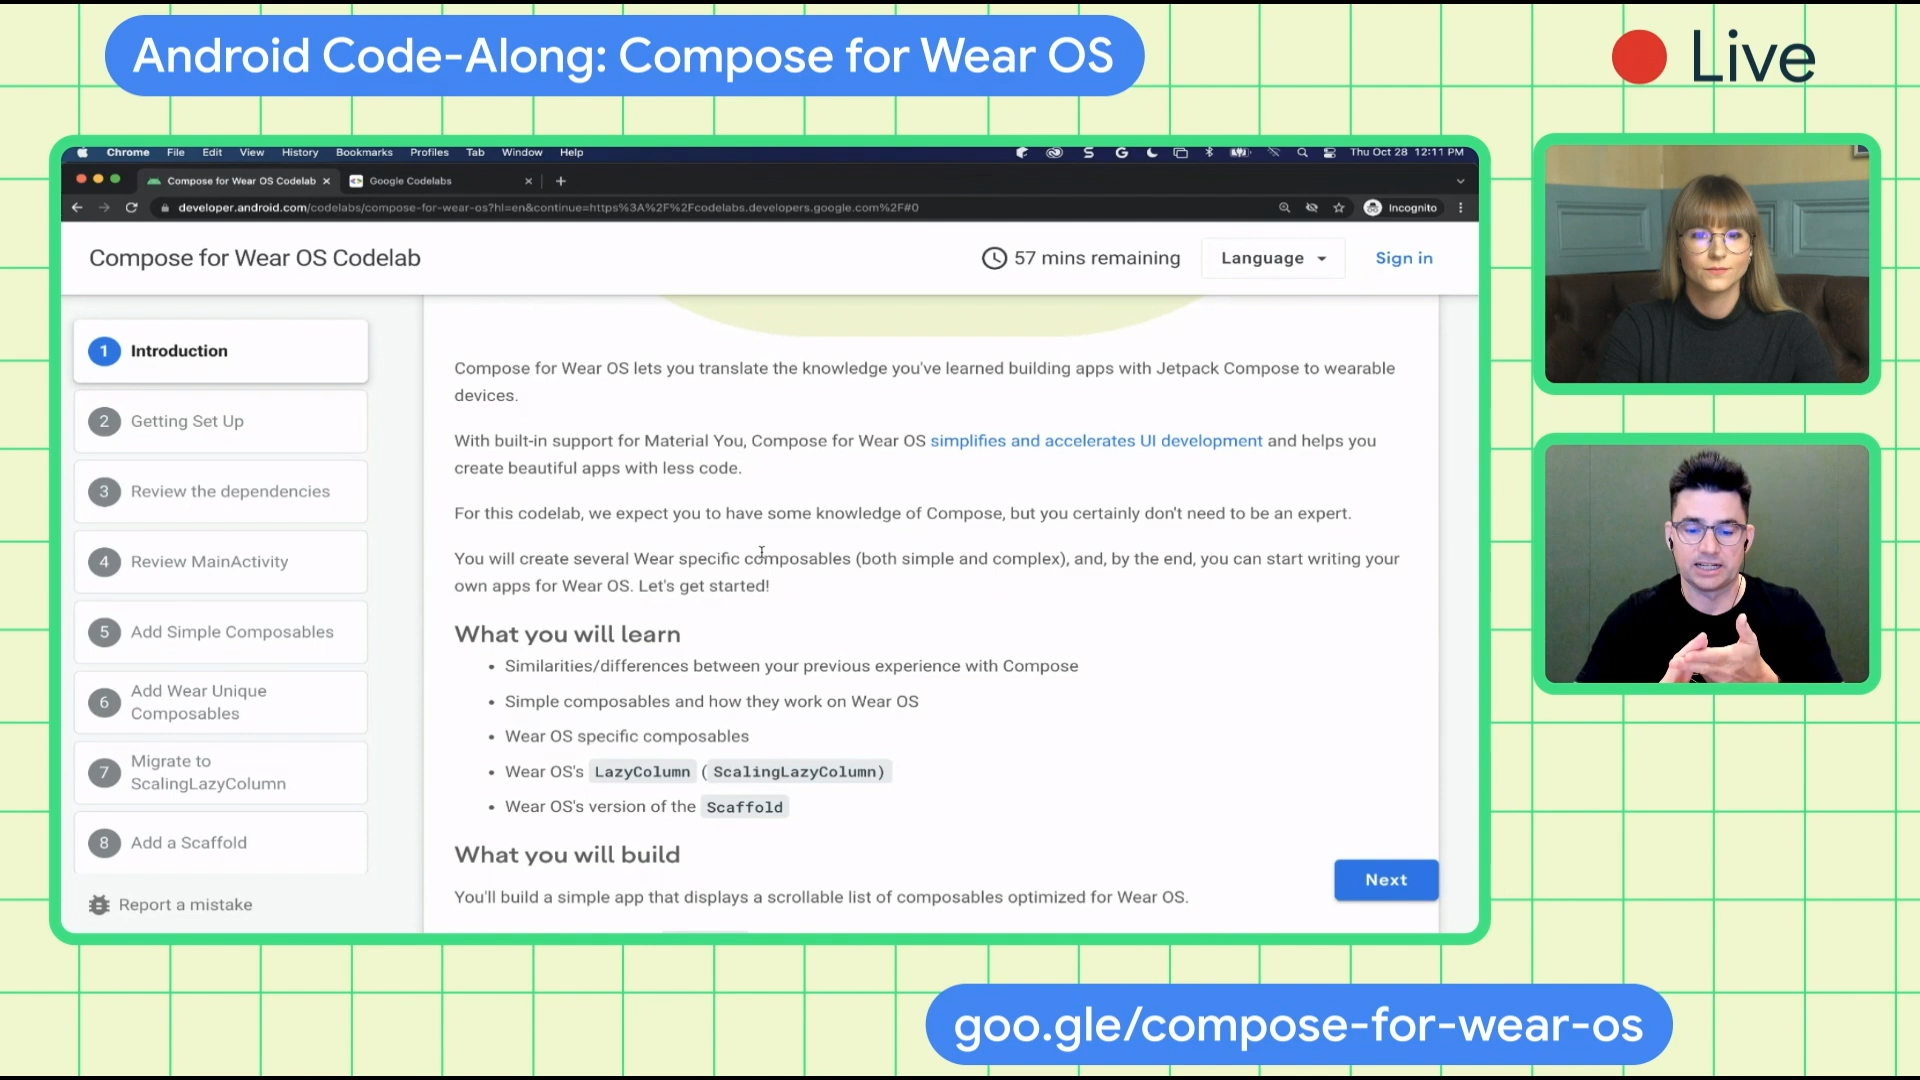 Android Code-Along: Compose for Wear OS
Live
Chrome File Edit View History Bookmarks Profiles Tab Window Help
Thu Oct 28 12:11 PM
Compose for Wear OS Codelab
Google Codelabs
developer.android.com/codelabs/compose-for-wear-os?hl=en&continue=https%3A%2F%2Fcodelabs.developers.google.com%2F#0
Incognito
Compose for Wear OS Codelab
57 mins remaining
Language
Sign in
1 Introduction
2 Getting Set Up
3 Review the dependencies
4 Review MainActivity
5 Add Simple Composables
6 Add Wear Unique
Composables
7 Migrate to
ScalingLazyColumn
8 Add a Scaffold
Report a mistake
Compose for Wear OS lets you translate the knowledge you've learned building apps with Jetpack Compose to wearable
devices.
With built-in support for Material You, Compose for Wear OS simplifies and accelerates UI development and helps you
create beautiful apps with less code.
For this codelab, we expect you to have some knowledge of Compose, but you certainly don't need to be an expert.
You will create several Wear specific composables (both simple and complex), and, by the end, you can start writing your
own apps for Wear OS. Let's get started!
What you will learn
• Similarities/differences between your previous experience with Compose
• Simple composables and how they work on Wear OS
• Wear OS specific composables
• Wear OS's LazyColumn (ScalingLazyColumn)
• Wear OS's version of the Scaffold
What you will build
You'll build a simple app that displays a scrollable list of composables optimized for Wear OS.
Next
goo.gle/compose-for-wear-os